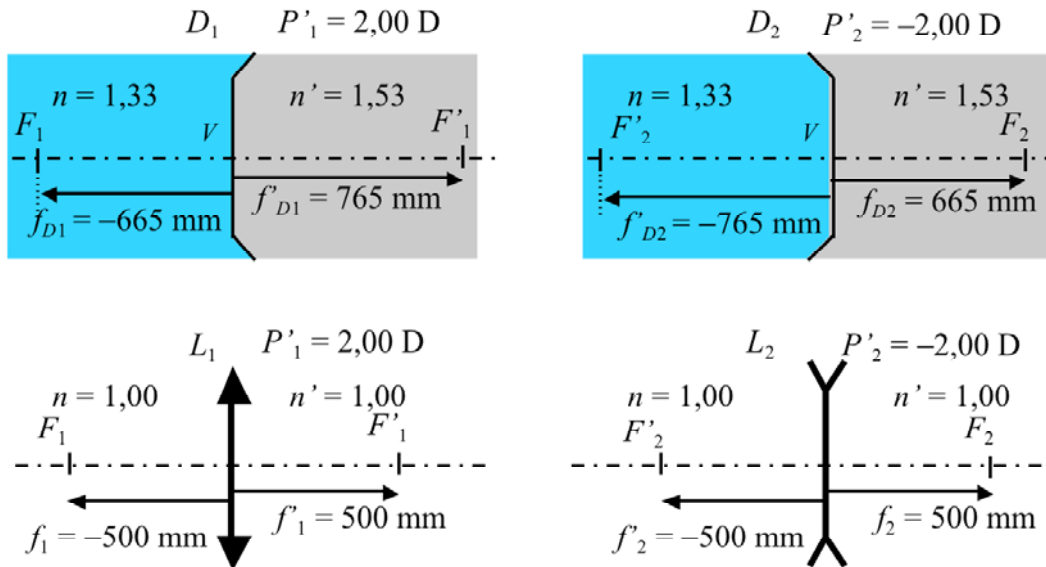 D1 P'1 = 2,00 D
n = 1,33 n' = 1,53
F1 V F'1
f'D1 = 765 mm
fD1 = –665 mm
D2 P'2 = –2,00 D
n = 1,33 n' = 1,53
F'2 V F2
fD2 = 665 mm
f'D2 = –765 mm
L1 P'1 = 2,00 D
n = 1,00 n' = 1,00
F1 F'1
f1 = –500 mm f'1 = 500 mm
L2 P'2 = –2,00 D
n = 1,00 n' = 1,00
F'2 F2
f'2 = –500 mm f2 = 500 mm